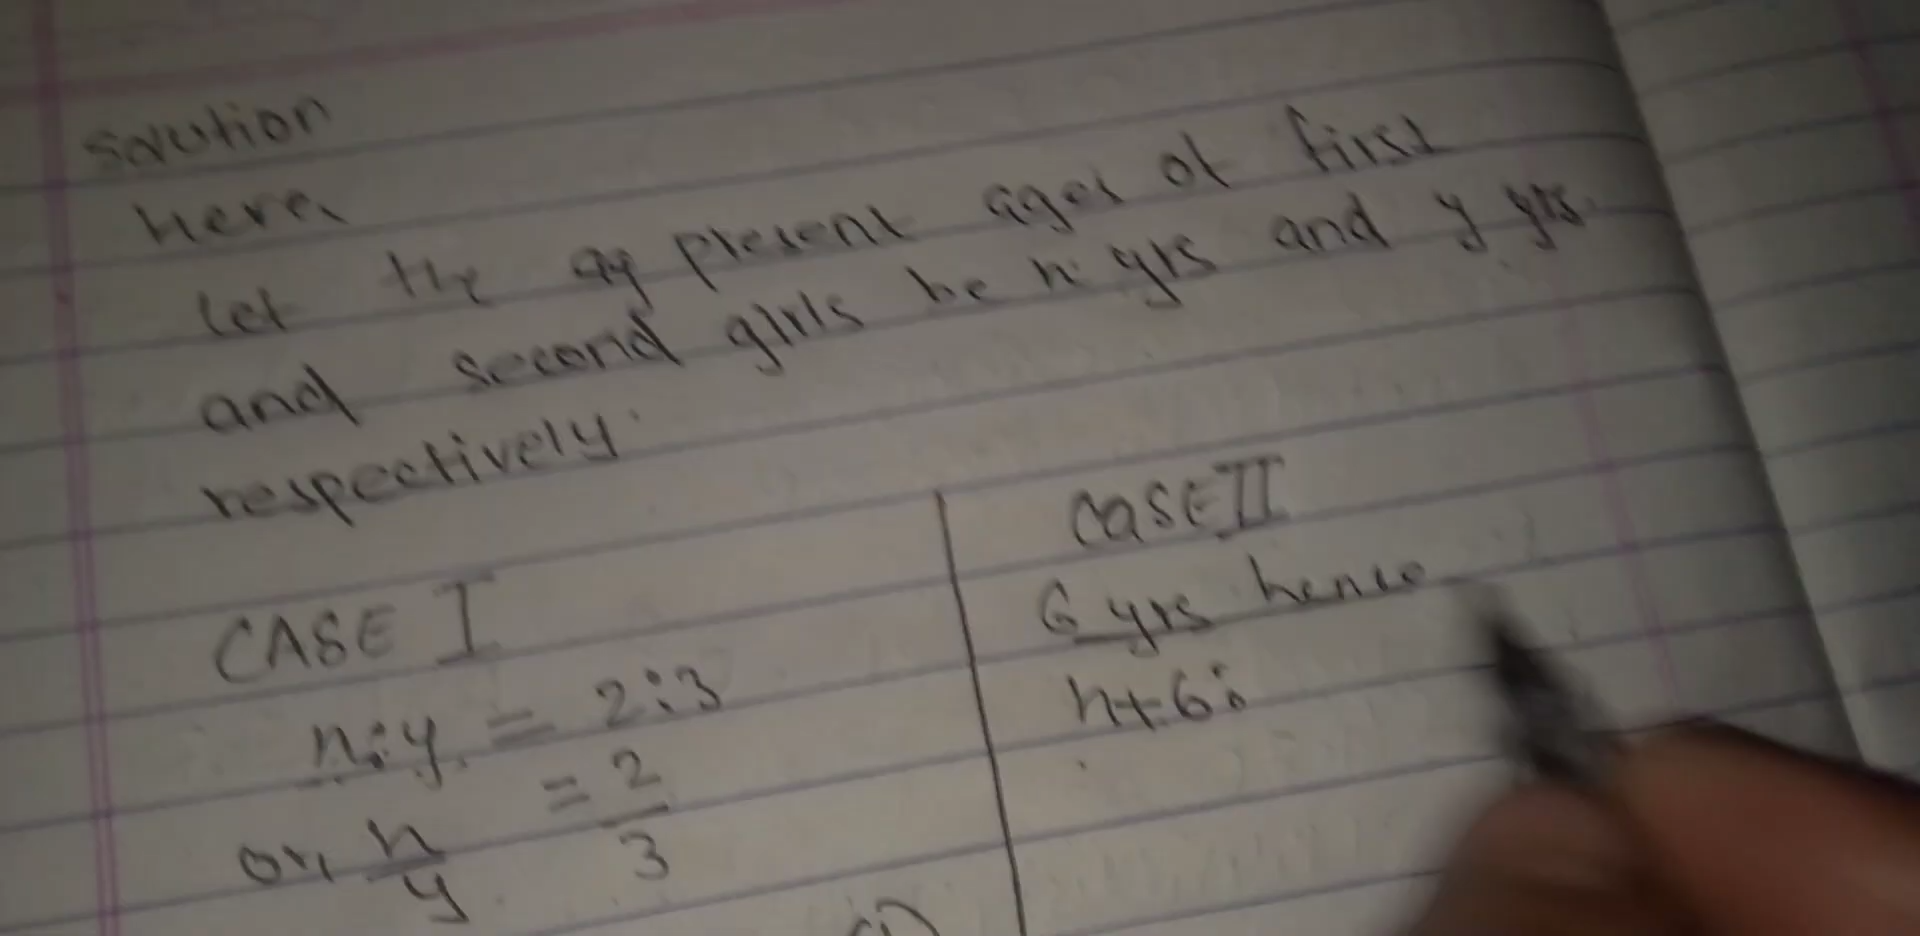 Solution
here,
Let the ag present ages of first
and second girls be x yrs and y yrs.
respectively.
CASE I
x:y = 2:3
or, x/y = 2/3
CASE II
6 yrs hence
x+6: